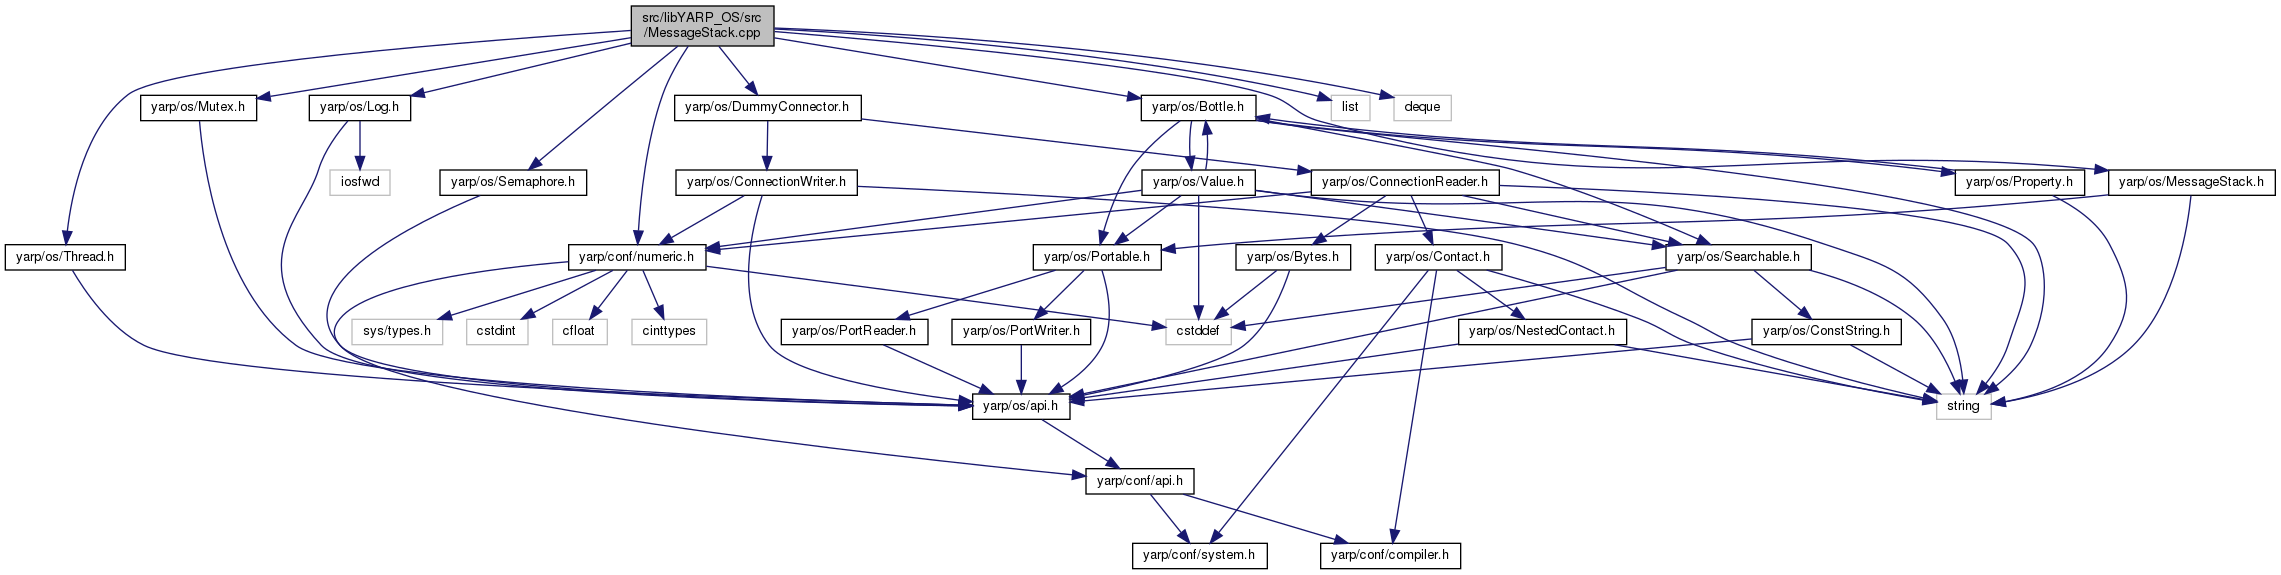 src/libYARP_OS/src
/MessageStack.cpp
yarp/os/Mutex.h
yarp/os/Log.h
yarp/os/DummyConnector.h
yarp/os/Bottle.h
list
deque
iosfwd
yarp/os/Semaphore.h
yarp/os/ConnectionWriter.h
yarp/os/Value.h
yarp/os/ConnectionReader.h
yarp/os/Property.h
yarp/os/MessageStack.h
yarp/os/Thread.h
yarp/conf/numeric.h
yarp/os/Portable.h
yarp/os/Bytes.h
yarp/os/Contact.h
yarp/os/Searchable.h
sys/types.h
cstdint
cfloat
cinttypes
yarp/os/PortReader.h
yarp/os/PortWriter.h
cstddef
yarp/os/NestedContact.h
yarp/os/ConstString.h
yarp/os/api.h
string
yarp/conf/api.h
yarp/conf/system.h
yarp/conf/compiler.h